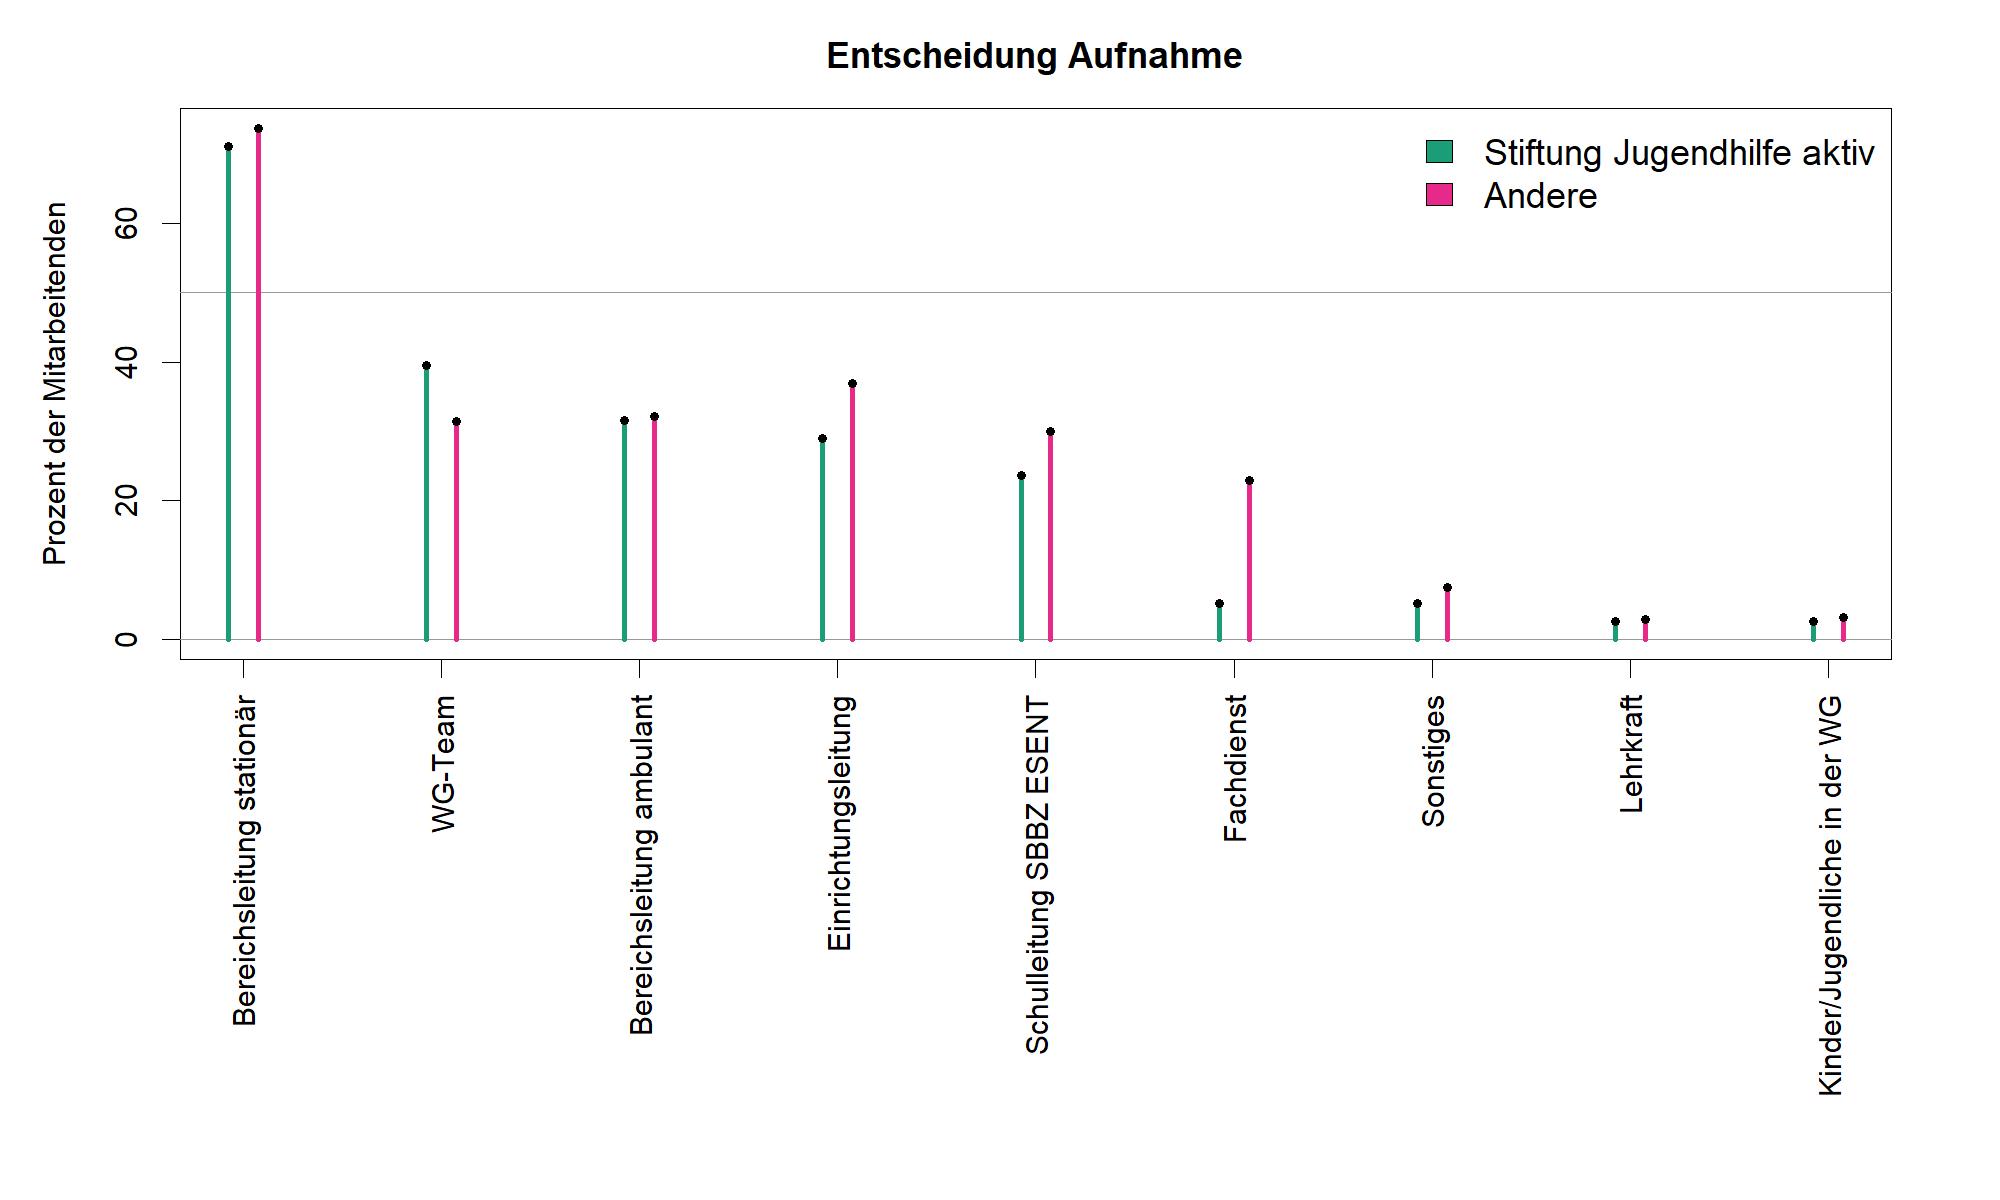 Entscheidung Aufnahme
Stiftung Jugendhilfe aktiv
Andere
Prozent der Mitarbeitenden
60
40
20
0
Bereichsleitung stationär
WG-Team
Bereichsleitung ambulant
Einrichtungsleitung
Schulleitung SBBZ ESENT
Fachdienst
Sonstiges
Lehrkraft
Kinder/Jugendliche in der WG